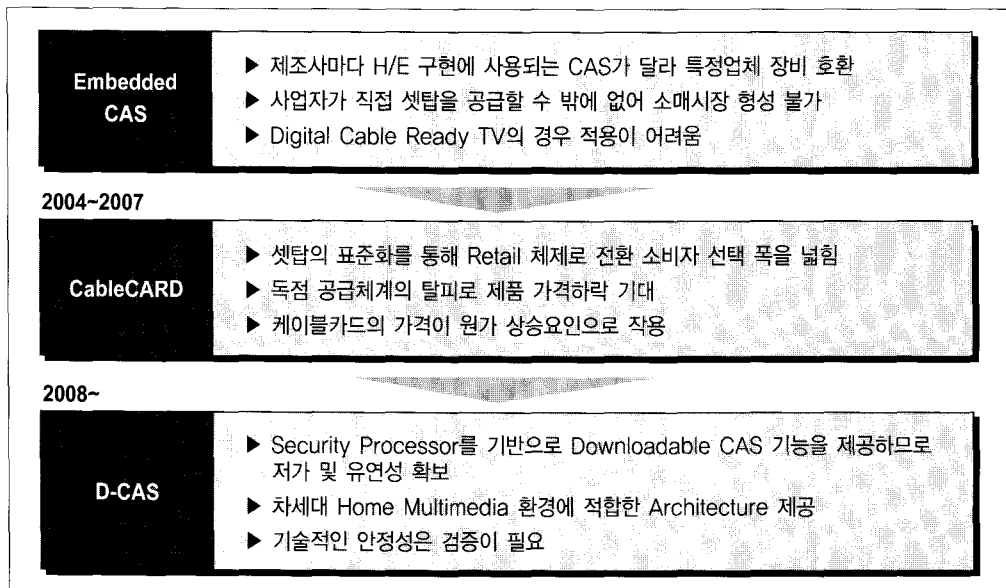 Embedded
CAS
▶ 제조사마다 H/E 구현에 사용되는 CAS가 달라 특정업체 장비 호환
▶ 사업자가 직접 셋탑을 공급할 수 밖에 없어 소매시장 형성 불가
▶ Digital Cable Ready TV의 경우 적용이 어려움
2004~2007
CableCARD
▶ 셋탑의 표준화를 통해 Retail 체제로 전환 소비자 선택 폭을 넓힘
▶ 독점 공급체계의 탈피로 제품 가격하락 기대
▶ 케이블카드의 가격이 원가 상승요인으로 작용
2008~
D-CAS
▶ Security Processor를 기반으로 Downloadable CAS 기능을 제공하므로
저가 및 유연성 확보
▶ 차세대 Home Multimedia 환경에 적합한 Architecture 제공
▶ 기술적인 안정성은 검증이 필요